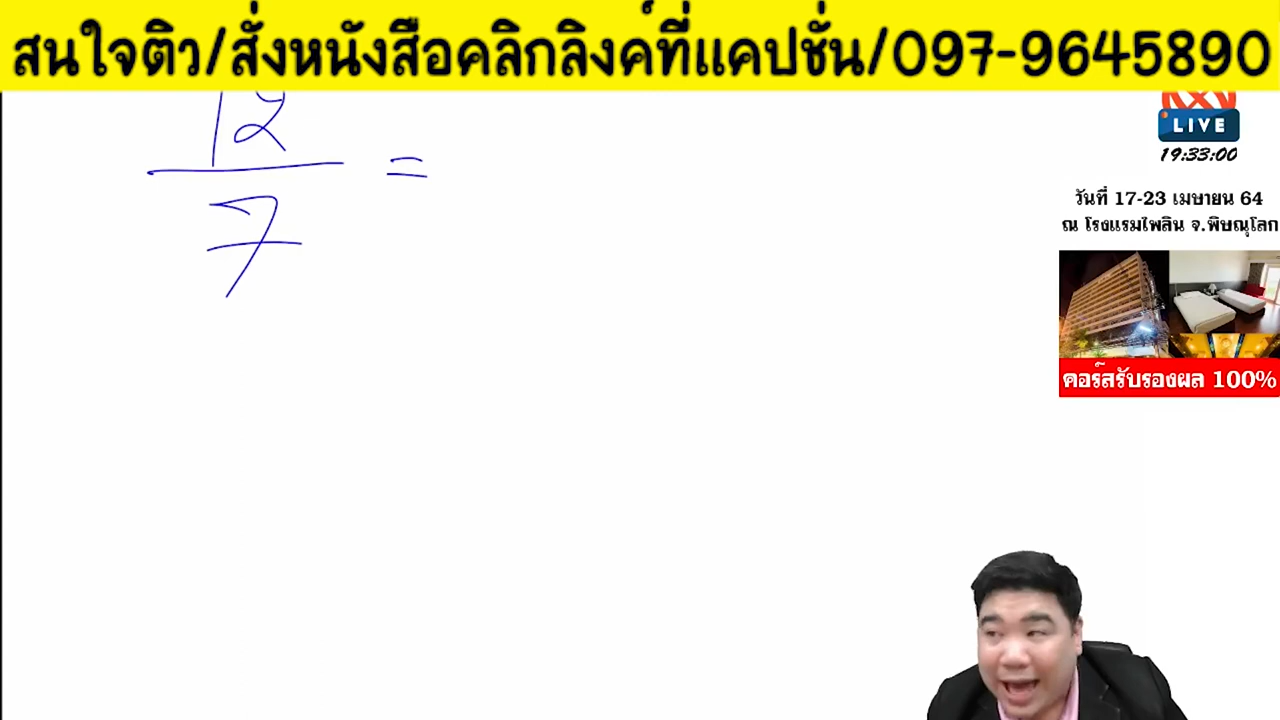 สนใจติว/สั่งหนังสือคลิกลิงค์ที่แคปชั่น/097-9645890
12
7
=
LIVE
19:33:00
วันที่ 17-23 เมษายน 64
ณ โรงแรมไพลิน จ.พิษณุโลก
คอร์สรับรองผล 100%